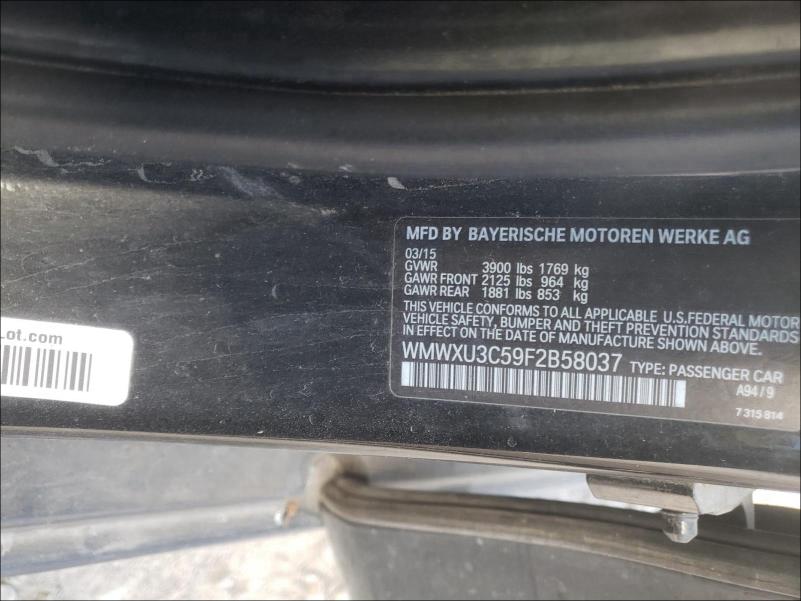 MFD BY BAYERISCHE MOTOREN WERKE AG
03/15
GVWR 3900 lbs 1769 kg
GAWR FRONT 2125 lbs 964 kg
GAWR REAR 1881 lbs 853 kg
THIS VEHICLE CONFORMS TO ALL APPLICABLE U.S.FEDERAL MOTOR
VEHICLE SAFETY, BUMPER AND THEFT PREVENTION STANDARDS
IN EFFECT ON THE DATE OF MANUFACTURE SHOWN ABOVE.
WMWXU3C59F2B58037 TYPE: PASSENGER CAR
A94/9
7 315 814
Lot.com